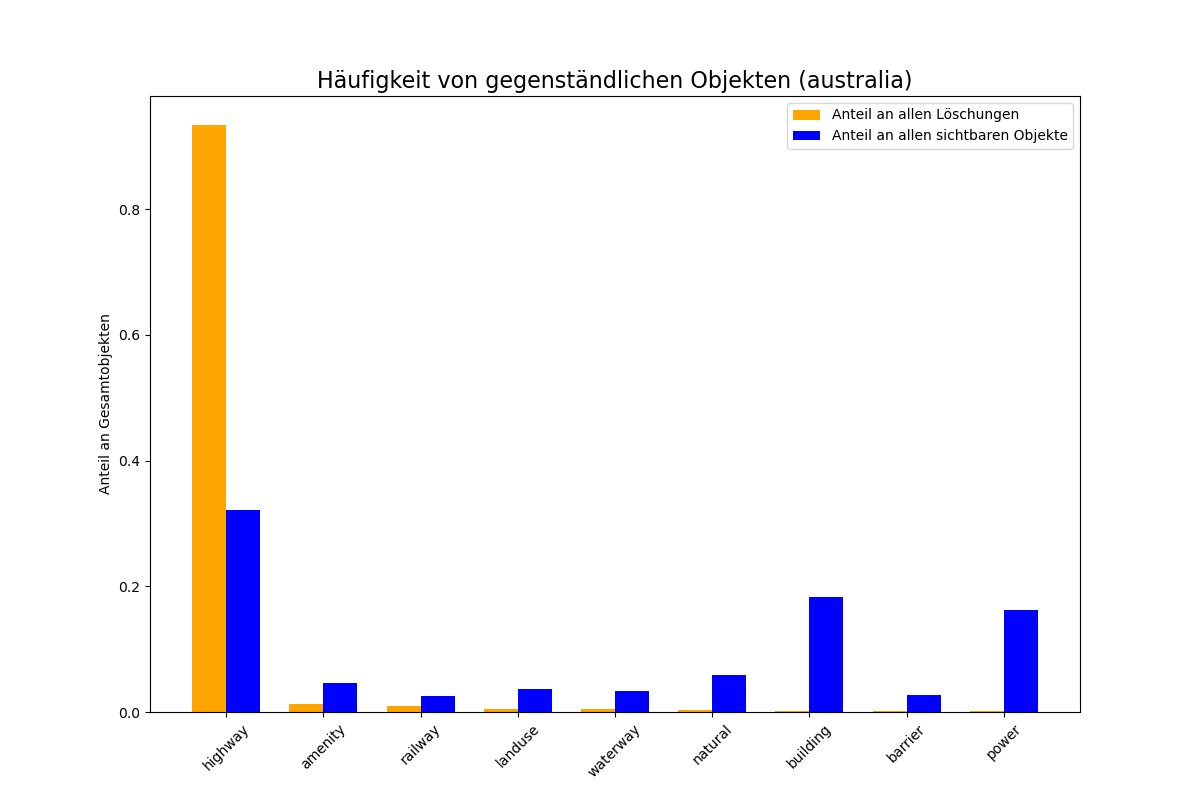 Häufigkeit von gegenständlichen Objekten (australia)
Anteil an allen Löschungen
Anteil an allen sichtbaren Objekte
Anteil an Gesamtobjekten
0.8
0.6
0.4
0.2
0.0
highway
amenity
railway
landuse
waterway
natural
building
barrier
power